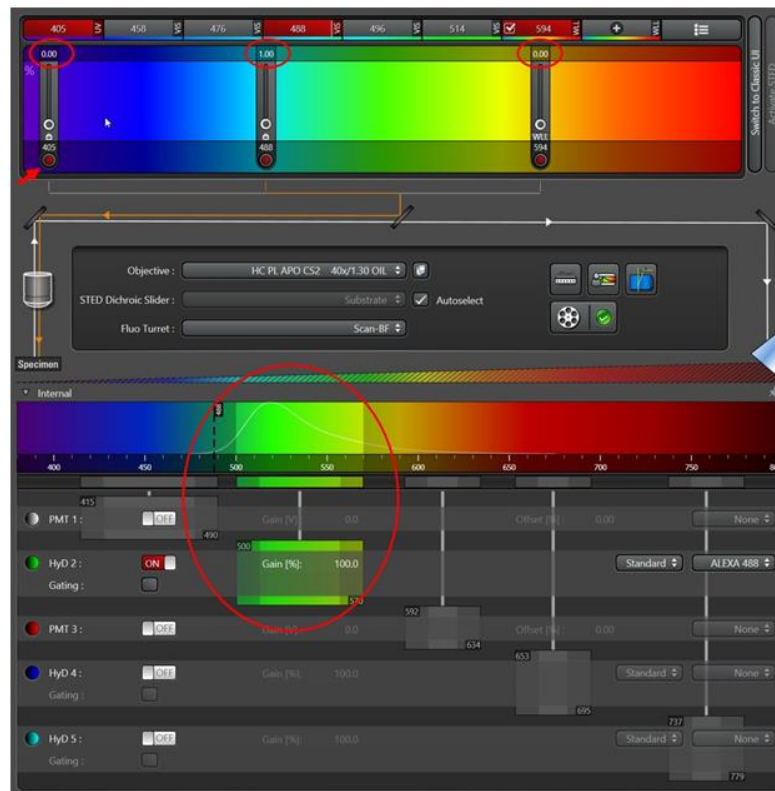 405 UV 458 VIS 476 VIS 488 VIS 496 VIS 514 VIS 594 WLL + WLL
0.00 1.00 0.00
%
WLL
405 488 594
Switch to Classic UI
Activate STED
Objective : HC PL APO CS2 40x/1.30 OIL
STED Dichroic Slider : Substrate Autoselect
Fluo Turret : Scan-BF
Specimen
Internal
488
400 450 500 550 600 650 700 750 80
415
PMT 1 : OFF Gain [V]: 0.0 Offset [%] : 0.00 None
490
500
HyD 2 : ON Gain [%]: 100.0 Standard ALEXA 488
Gating :
570
592
PMT 3 : OFF Gain [V]: 0.0 Offset [%] : 0.00 None
634
653
HyD 4 : OFF Gain [%]: 100.0 Standard None
Gating :
695
737
HyD 5 : OFF Gain [%]: 100.0 Standard None
Gating :
779